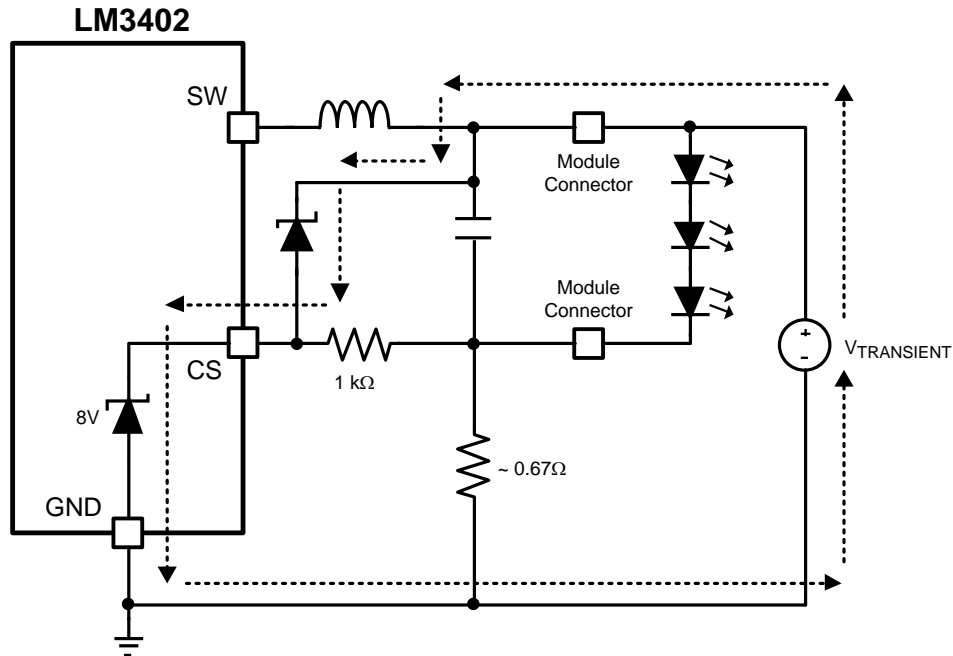 LM3402
SW
Module
Connector
Module
Connector
CS
1 kΩ
+
-
VTRANSIENT
8V
~ 0.67Ω
GND